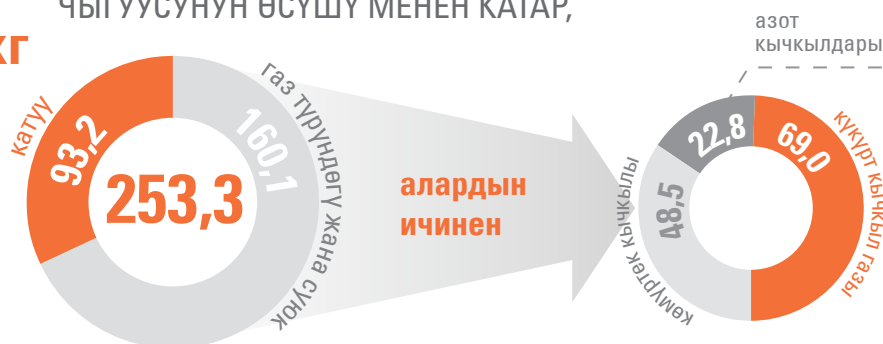 ЧЫГУУСУНУН ӨСҮШҮ МЕНЕН КАТАР,
кг
катуу
93,2
253,3
160,1
газ түрүндөгү жана суюк
алардын
ичинен
азот
кычкылдары
22,8
69,0
48,5
көмүртек кычкылы
күкүрт кычкыл газы